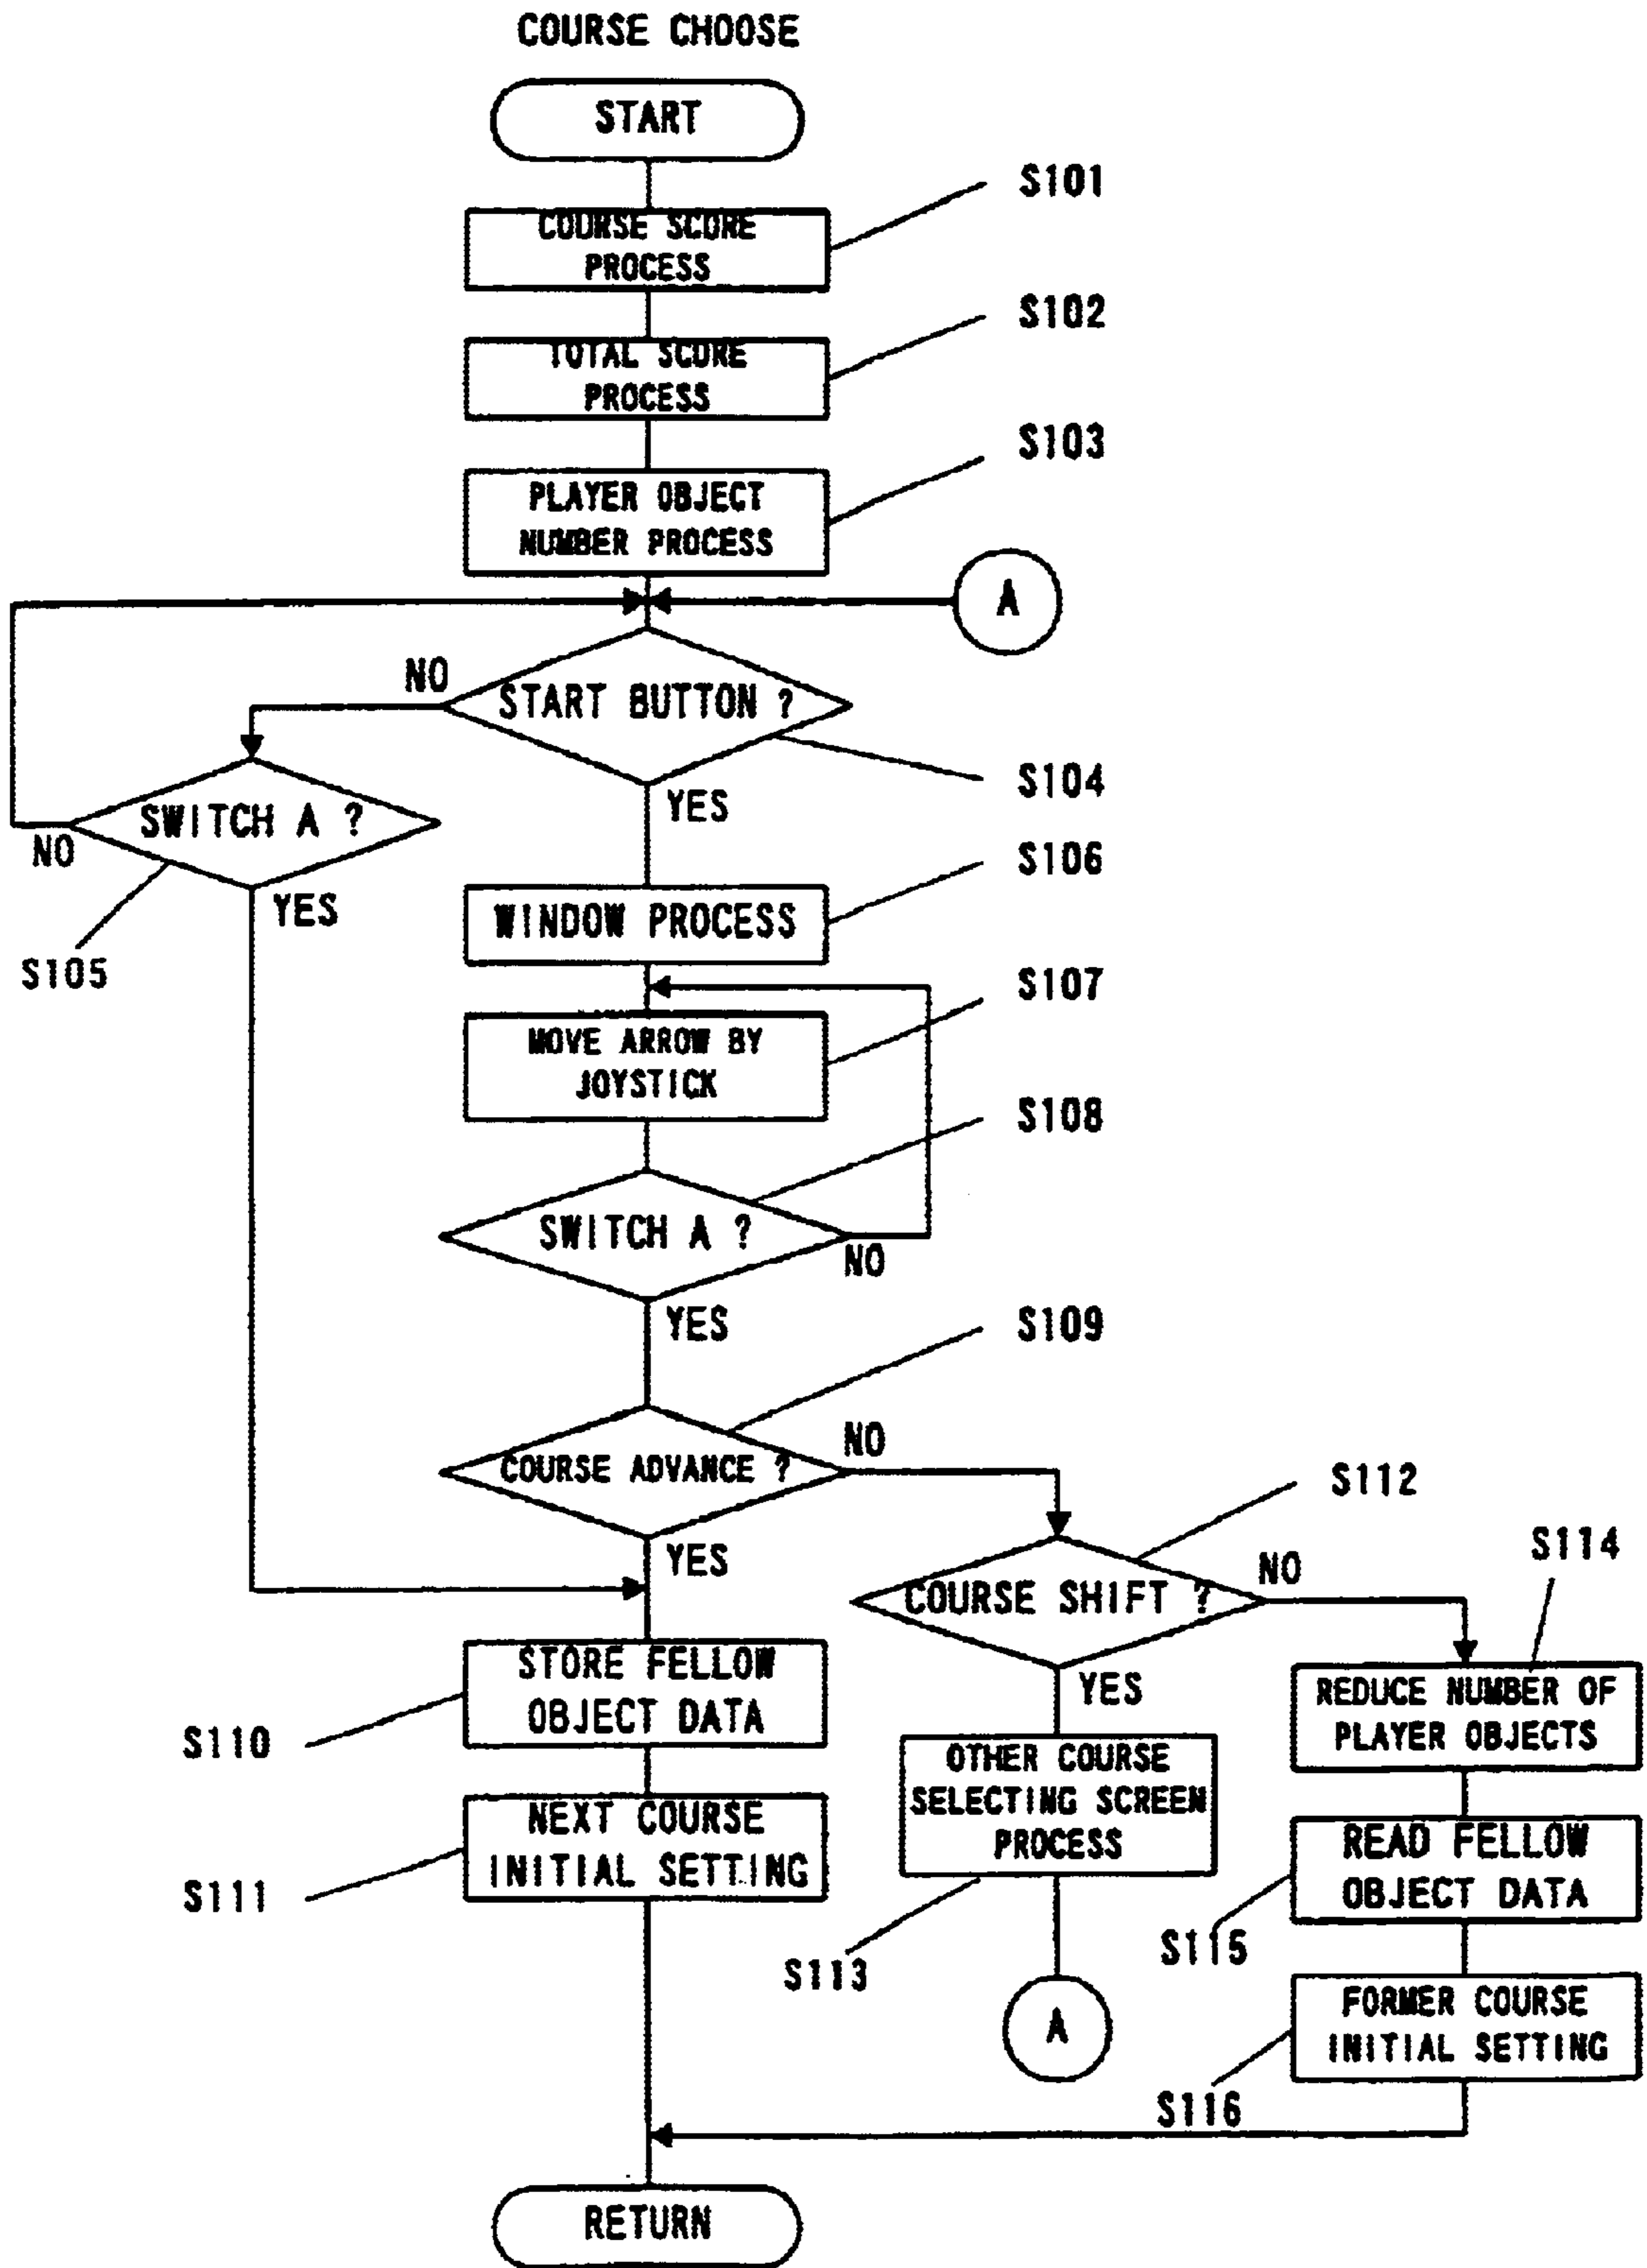 COURSE CHOOSE
START
S101
COURSE SCORE
PROCESS
S102
TOTAL SCORE
PROCESS
S103
PLAYER OBJECT
NUMBER PROCESS
A
NO
START BUTTON ?
S104
YES
SWITCH A ?
NO
YES
S105
S106
WINDOW PROCESS
S107
MOVE ARROW BY
JOYSTICK
S108
SWITCH A ?
NO
YES
S109
NO
COURSE ADVANCE ?
YES
S112
COURSE SHIFT ?
NO
YES
S114
STORE FELLOW
OBJECT DATA
S110
NEXT COURSE
INITIAL SETTING
S111
OTHER COURSE
SELECTING SCREEN
PROCESS
S113
A
REDUCE NUMBER OF
PLAYER OBJECTS
READ FELLOW
OBJECT DATA
S115
FORMER COURSE
INITIAL SETTING
S116
RETURN